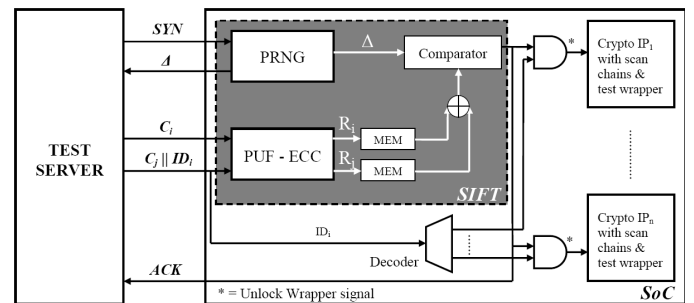 SYN
PRNG
Δ
Comparator
*
Crypto IP1
with scan
chains &
test wrapper
Δ
TEST
SERVER
Ci
Ri
MEM
PUF - ECC
Cj || IDi
Ri
MEM
SIFT
IDi
Decoder
*
Crypto IPn
with scan
chains &
test wrapper
ACK
* = Unlock Wrapper signal
SoC